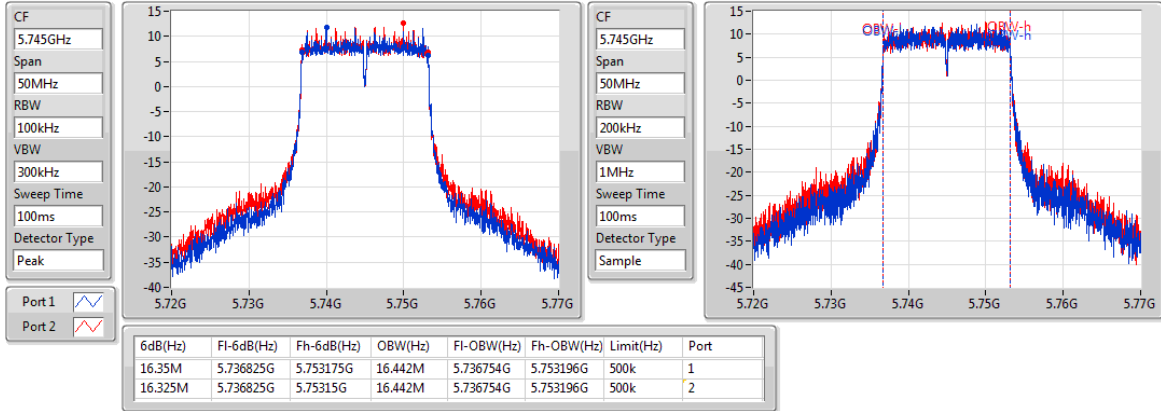 CF
5.745GHz
Span
50MHz
RBW
100kHz
VBW
300kHz
Sweep Time
100ms
Detector Type
Peak
Port 1
Port 2
15
10
5
0
-5
-10
-15
-20
-25
-30
-35
-40
5.72G 5.73G 5.74G 5.75G 5.76G 5.77G
CF
5.745GHz
Span
50MHz
RBW
200kHz
VBW
1MHz
Sweep Time
100ms
Detector Type
Sample
15
10
5
0
-5
-10
-15
-20
-25
-30
-35
-40
-45
OBW-h
OBW-h
5.72G 5.73G 5.74G 5.75G 5.76G 5.77G
6dB(Hz) Fl-6dB(Hz) Fh-6dB(Hz) OBW(Hz) Fl-OBW(Hz) Fh-OBW(Hz) Limit(Hz) Port
16.35M 5.736825G 5.753175G 16.442M 5.736754G 5.753196G 500k 1
16.325M 5.736825G 5.75315G 16.442M 5.736754G 5.753196G 500k 2